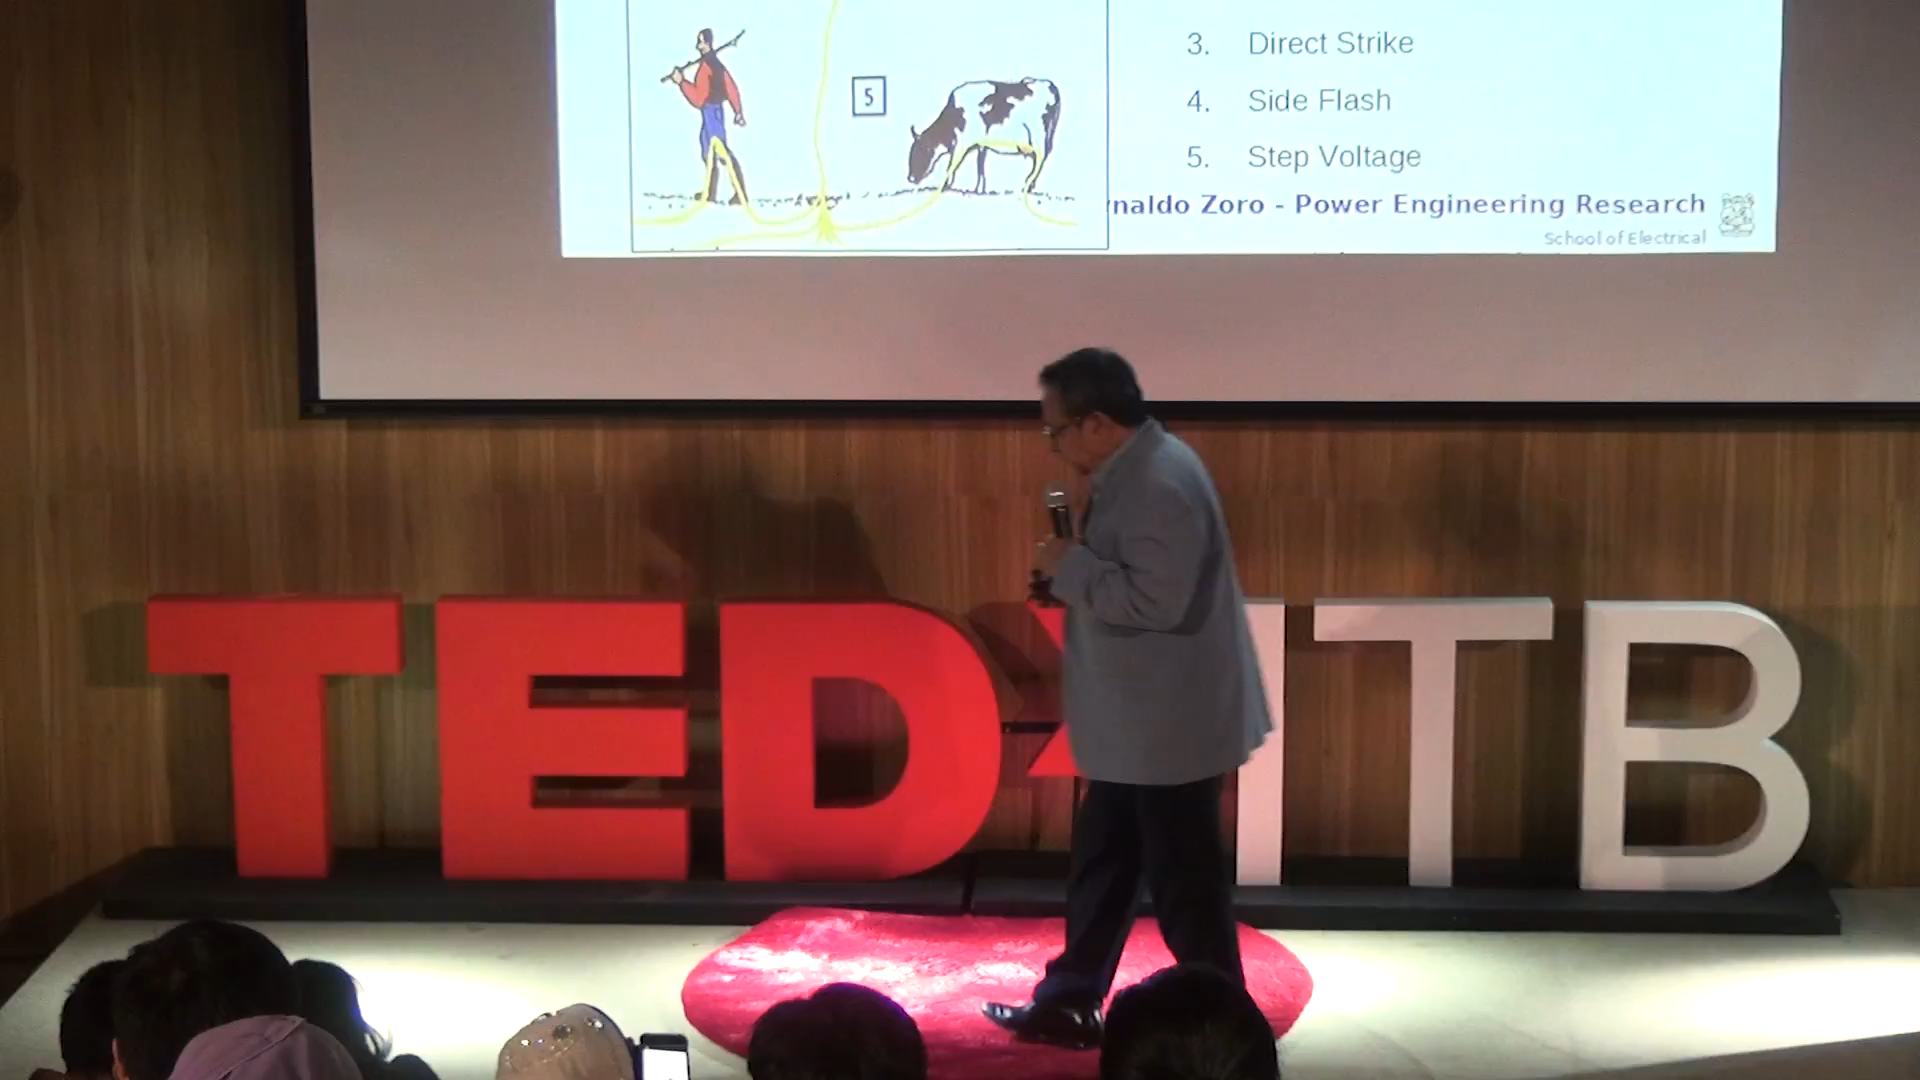 3. Direct Strike
4. Side Flash
5
5. Step Voltage
naldo Zoro - Power Engineering Research
School of Electrical
TEDx ITB